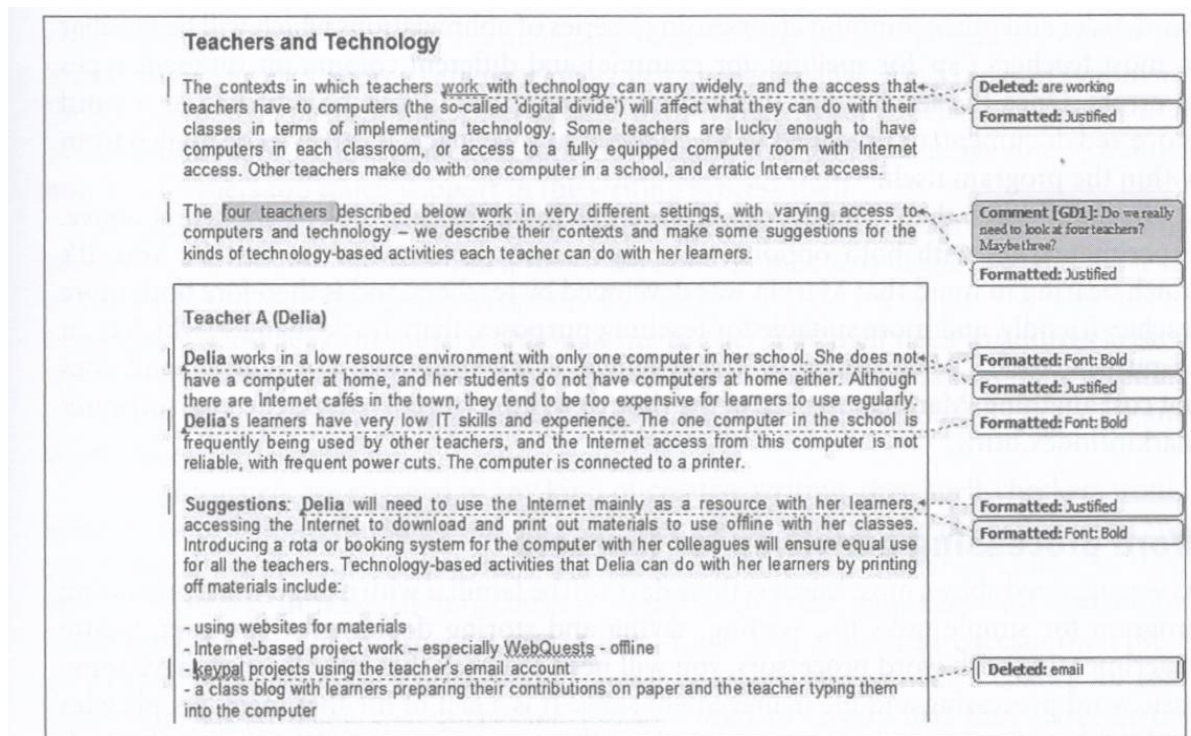 Teachers and Technology
The contexts in which teachers work with technology can vary widely, and the access that
teachers have to computers (the so-called 'digital divide') will affect what they can do with their
classes in terms of implementing technology. Some teachers are lucky enough to have
computers in each classroom, or access to a fully equipped computer room with Internet
access. Other teachers make do with one computer in a school, and erratic Internet access.
Deleted: are working
Formatted: Justified
The four teachers described below work in very different settings, with varying access to
computers and technology – we describe their contexts and make some suggestions for the
kinds of technology-based activities each teacher can do with her learners.
Comment [GD1]: Do we really
need to look at four teachers?
Maybe three?
Formatted: Justified
Teacher A (Delia)
Delia works in a low resource environment with only one computer in her school. She does not
have a computer at home, and her students do not have computers at home either. Although
there are Internet cafés in the town, they tend to be too expensive for learners to use regularly.
Delia's learners have very low IT skills and experience. The one computer in the school is
frequently being used by other teachers, and the Internet access from this computer is not
reliable, with frequent power cuts. The computer is connected to a printer.
Formatted: Font: Bold
Formatted: Justified
Formatted: Font: Bold
Suggestions: Delia will need to use the Internet mainly as a resource with her learners,
accessing the Internet to download and print out materials to use offline with her classes.
Introducing a rota or booking system for the computer with her colleagues will ensure equal use
for all the teachers. Technology-based activities that Delia can do with her learners by printing
off materials include:
Formatted: Justified
Formatted: Font: Bold
- using websites for materials
- Internet-based project work – especially WebQuests - offline
- keypal projects using the teacher's email account
- a class blog with learners preparing their contributions on paper and the teacher typing them
into the computer
Deleted: email